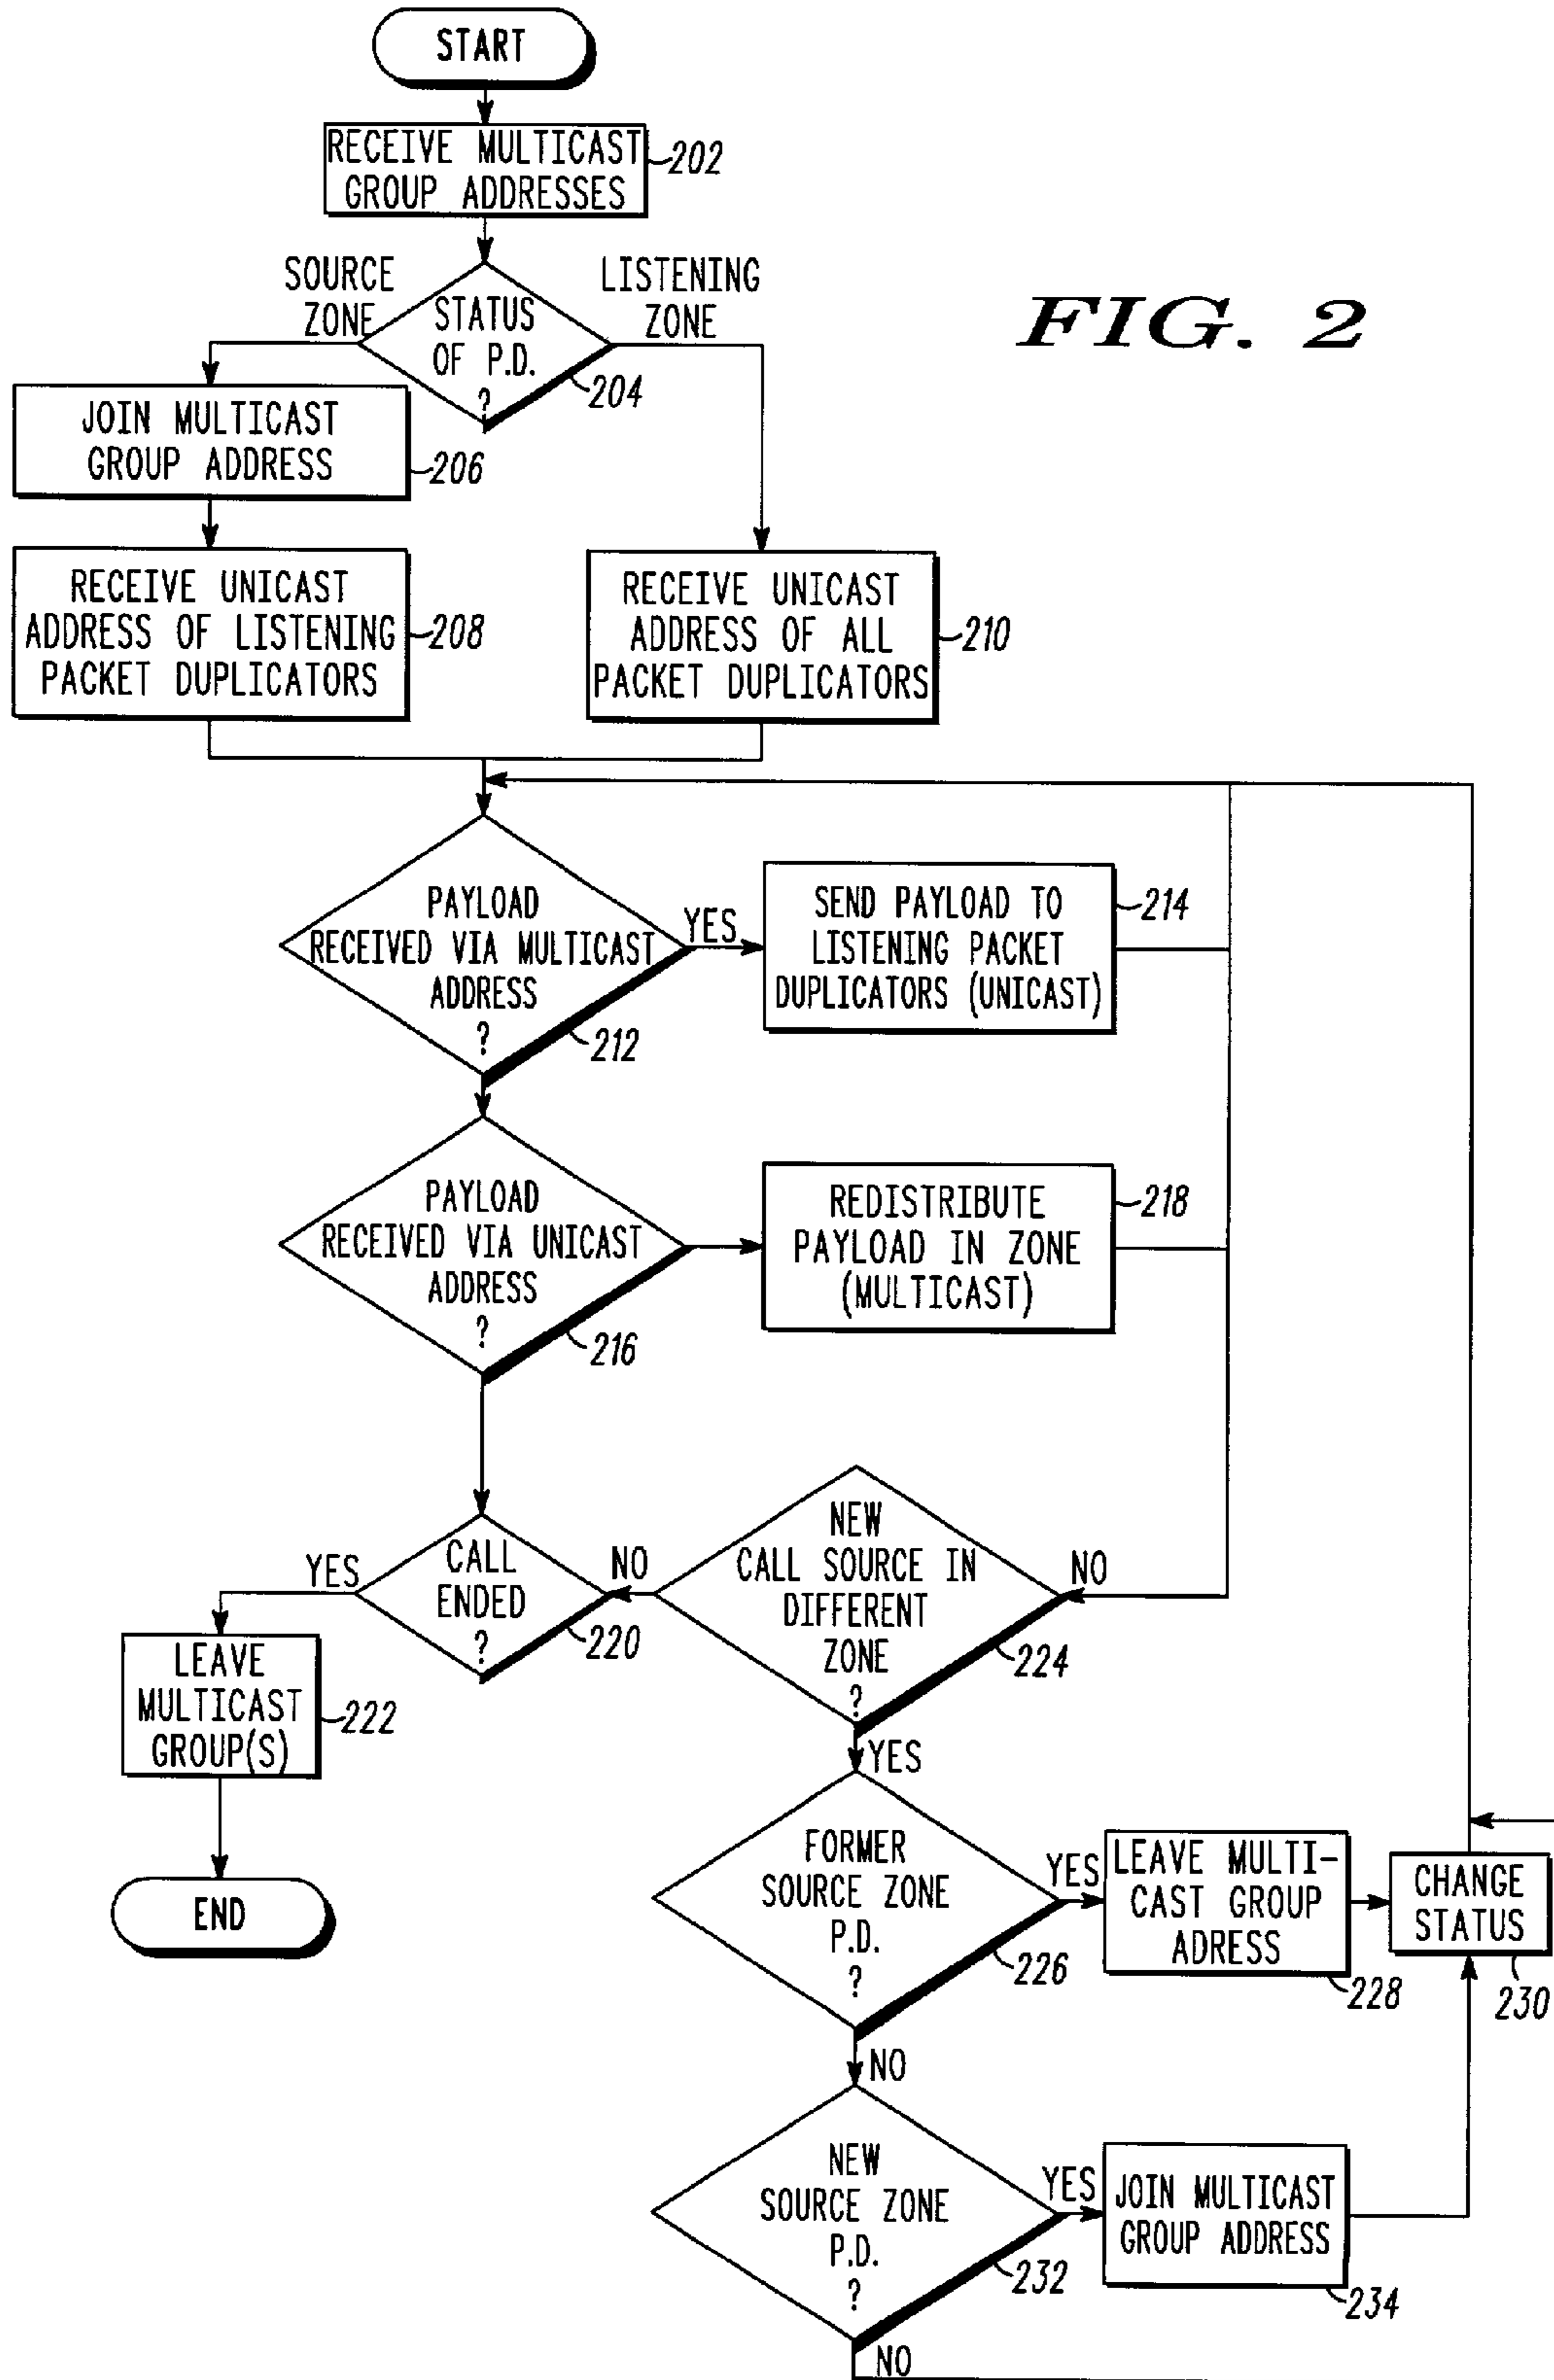 START
RECEIVE MULTICAST
GROUP ADDRESSES
202
SOURCE
ZONE
LISTENING
ZONE
STATUS
OF P.D.
?
204
FIG. 2
JOIN MULTICAST
GROUP ADDRESS
206
RECEIVE UNICAST
ADDRESS OF LISTENING
PACKET DUPLICATORS
208
RECEIVE UNICAST
ADDRESS OF ALL
PACKET DUPLICATORS
210
PAYLOAD
RECEIVED VIA MULTICAST
ADDRESS
?
212
YES
SEND PAYLOAD TO
LISTENING PACKET
DUPLICATORS (UNICAST)
214
PAYLOAD
RECEIVED VIA UNICAST
ADDRESS
?
216
REDISTRIBUTE
PAYLOAD IN ZONE
(MULTICAST)
218
YES
CALL
ENDED
?
220
NO
NEW
CALL SOURCE IN
DIFFERENT
ZONE
?
224
NO
YES
LEAVE
MULTICAST
GROUP(S)
222
END
FORMER
SOURCE ZONE
P.D.
?
226
YES
LEAVE MULTI-
CAST GROUP
ADRESS
228
CHANGE
STATUS
230
NO
NEW
SOURCE ZONE
P.D.
?
232
YES
JOIN MULTICAST
GROUP ADDRESS
234
NO